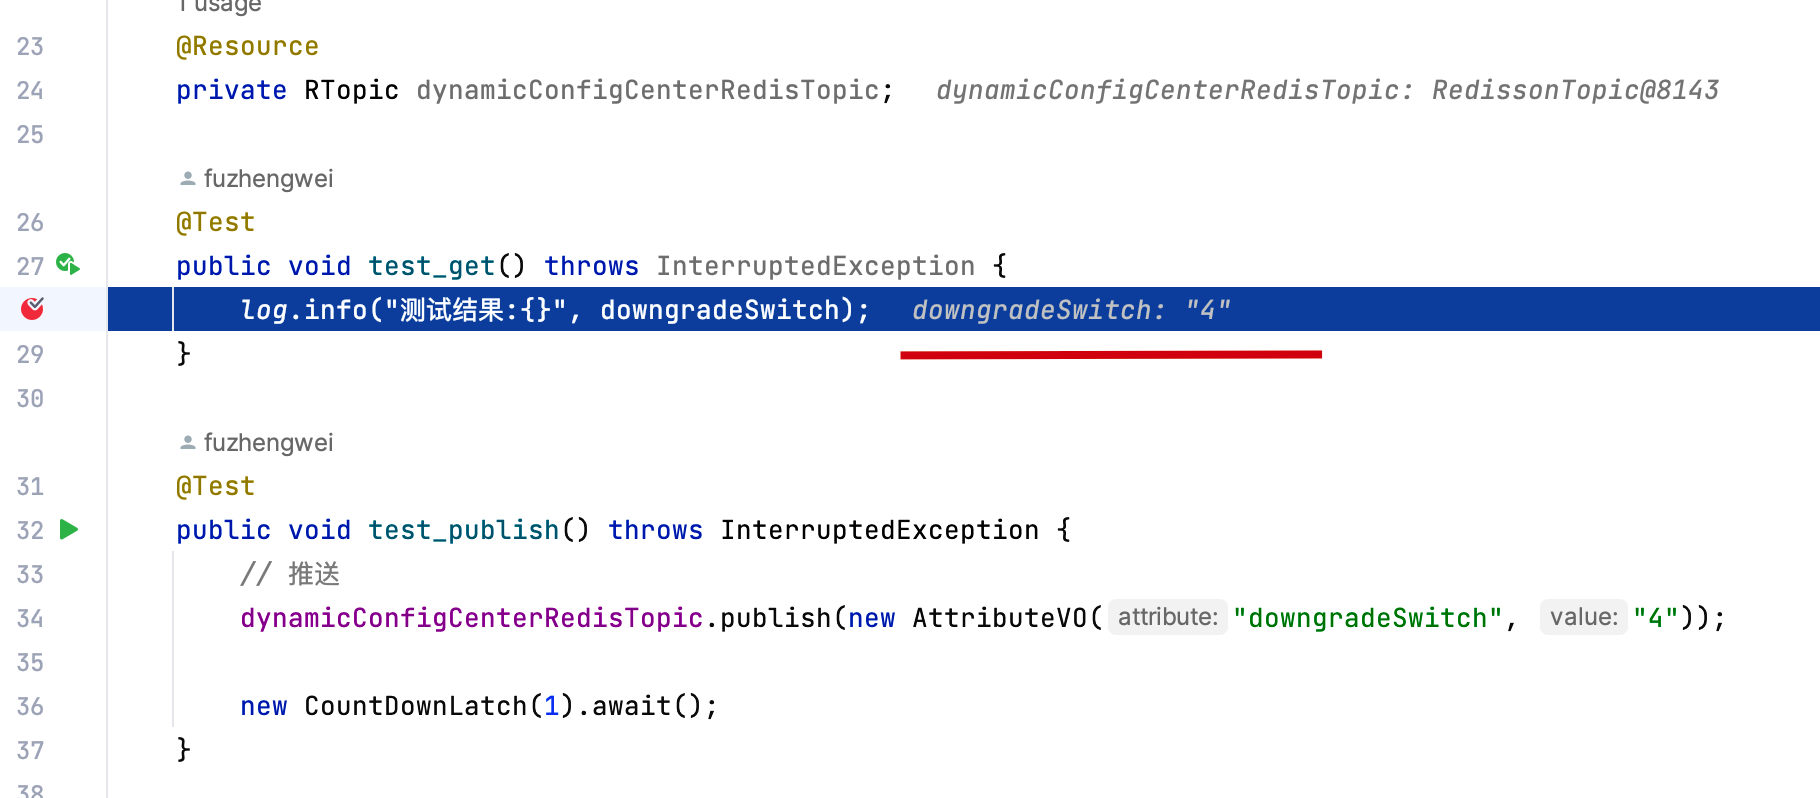 1 usage
23 @Resource
24 private RTopic dynamicConfigCenterRedisTopic; dynamicConfigCenterRedisTopic: RedissonTopic@8143
25
fuzhengwei
26 @Test
27 public void test_get() throws InterruptedException {
log.info("测试结果:{}", downgradeSwitch); downgradeSwitch: "4"
29 }
30
fuzhengwei
31 @Test
32 public void test_publish() throws InterruptedException {
33 // 推送
34 dynamicConfigCenterRedisTopic.publish(new AttributeVO( attribute: "downgradeSwitch", value: "4"));
35
36 new CountDownLatch(1).await();
37 }
38